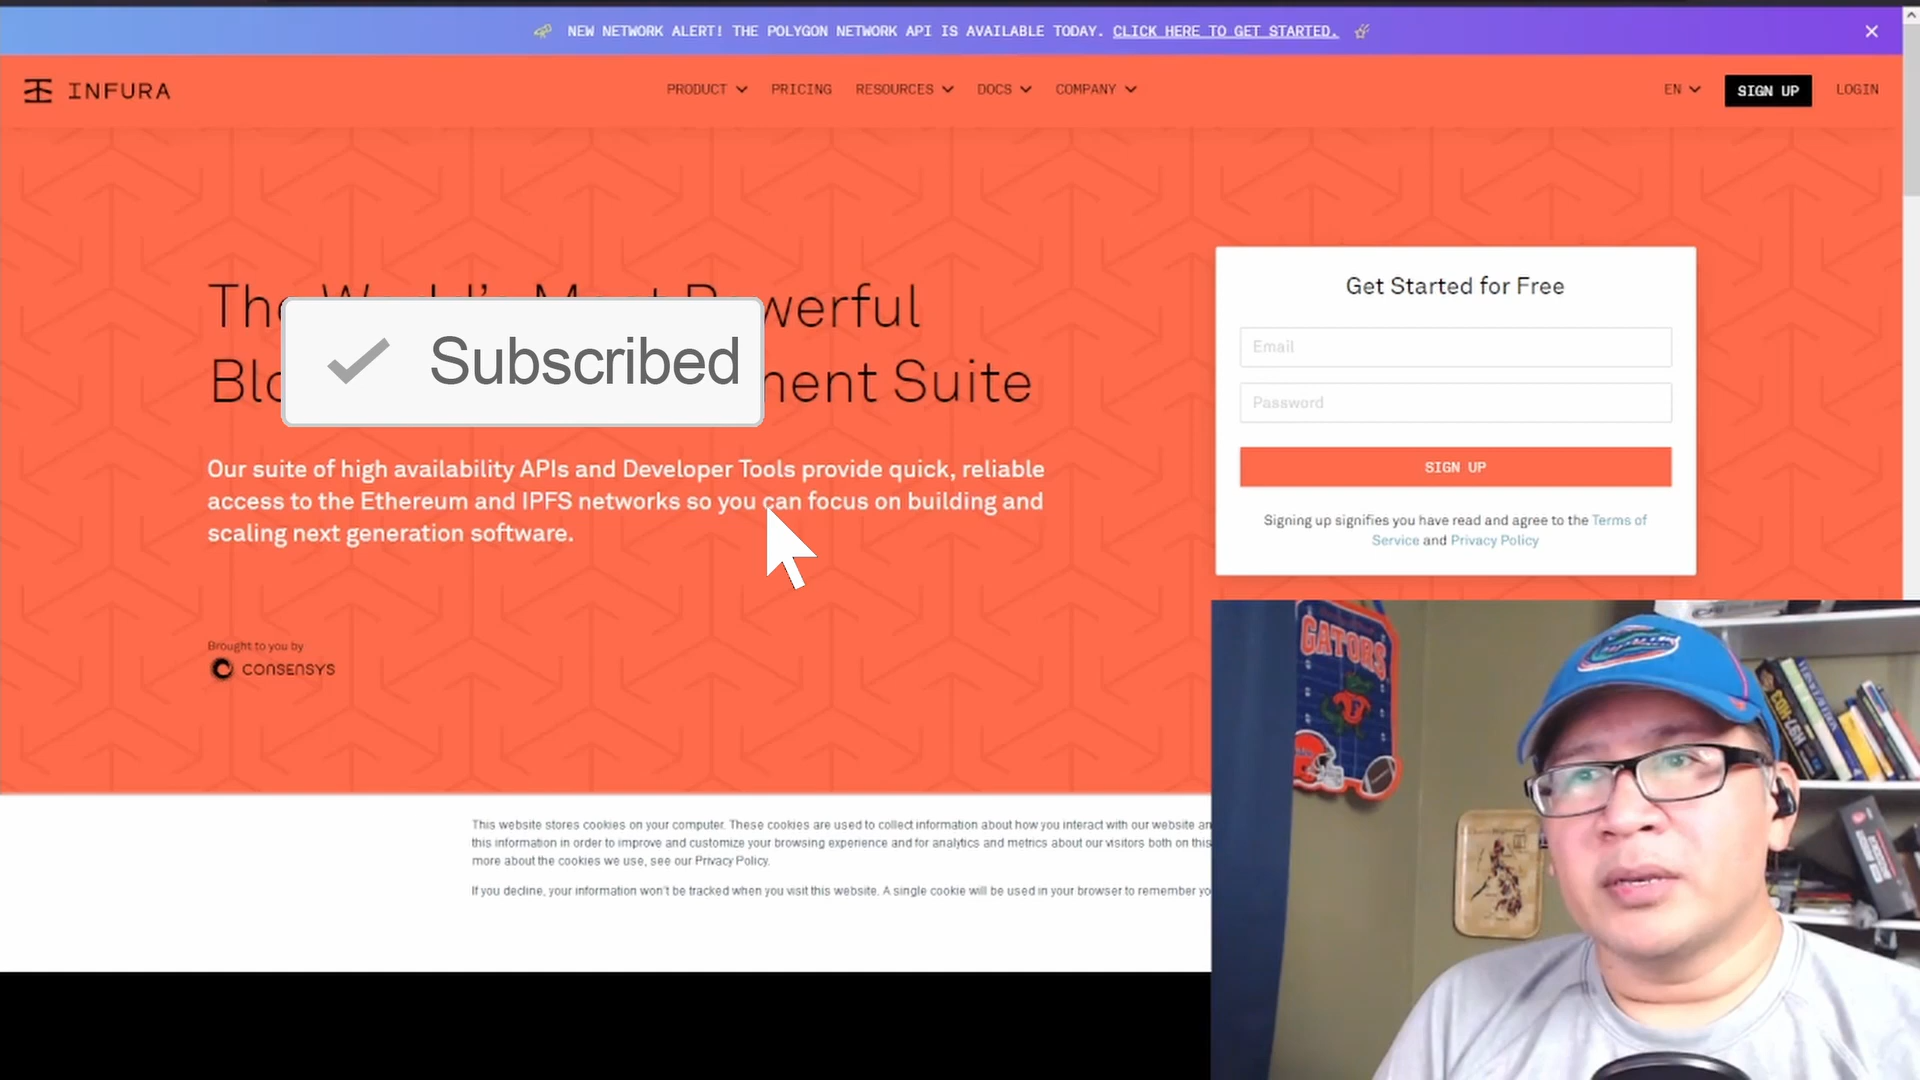 NEW NETWORK ALERT! THE POLYGON NETWORK API IS AVAILABLE TODAY. CLICK HERE TO GET STARTED.
INFURA
PRODUCT
PRICING
RESOURCES
DOCS
COMPANY
EN
SIGN UP
LOGIN
The World's Most Powerful
Subscribed
Suite
Our suite of high availability APIs and Developer Tools provide quick, reliable
access to the Ethereum and IPFS networks so you can focus on building and
scaling next generation software.
Brought to you by
CONSENSYS
Get Started for Free
Email
Password
SIGN UP
Signing up signifies you have read and agree to the Terms of
Service and Privacy Policy
This website stores cookies on your computer. These cookies are used to collect information about how you interact with our website
this information in order to improve and customize your browsing experience and for analytics and metrics about our visitors both on this
more about the cookies we use, see our Privacy Policy.
If you decline, your information won't be tracked when you visit this website. A single cookie will be used in your browser to remember
GATORS
F